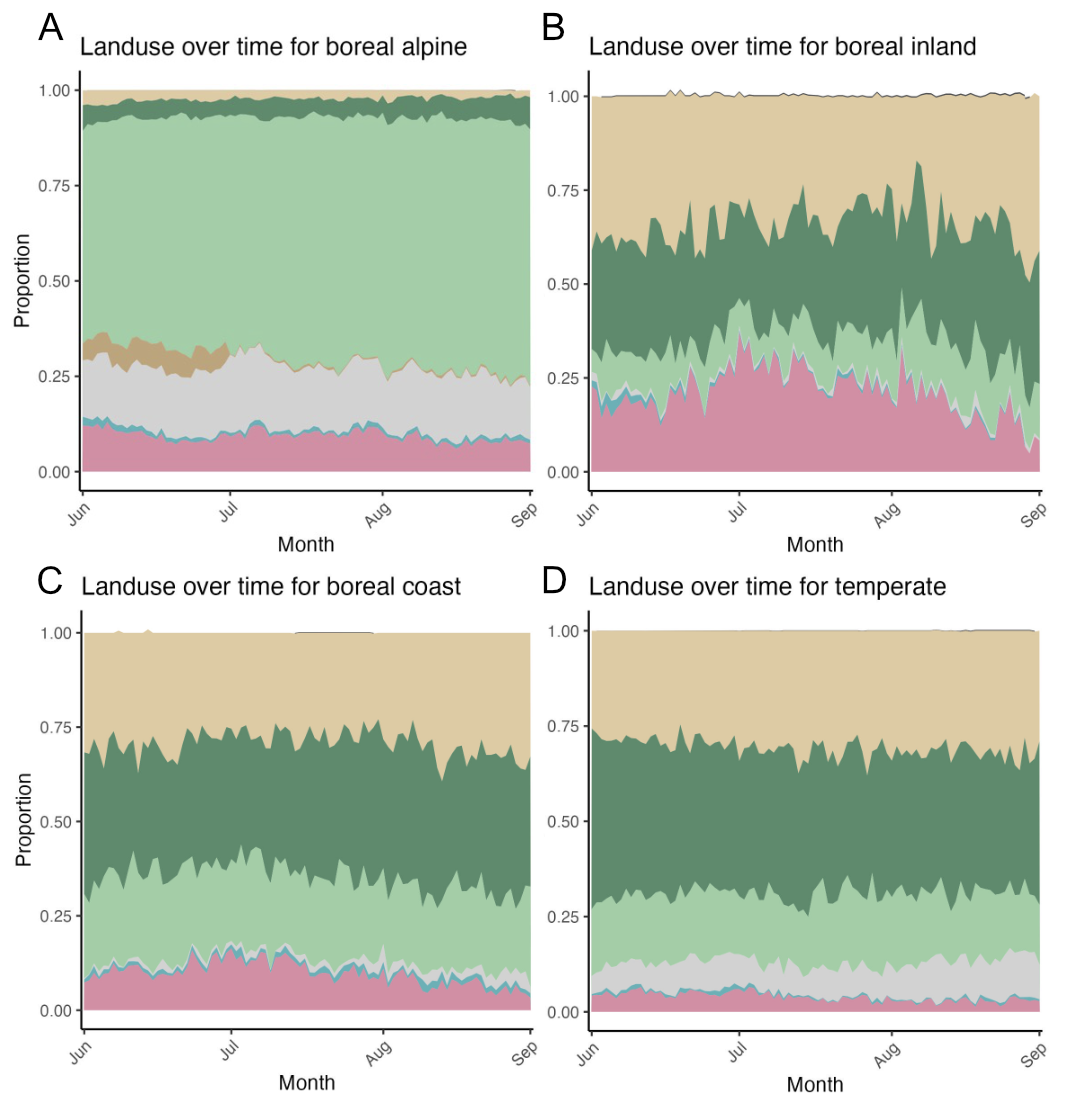 A
Landuse over time for boreal alpine
Proportion
1.00
0.75
0.50
0.25
0.00
Jun
Jul
Aug
Sep
Month
B
Landuse over time for boreal inland
1.00
0.75
0.50
0.25
0.00
Jun
Jul
Aug
Sep
Month
C
Landuse over time for boreal coast
Proportion
1.00
0.75
0.50
0.25
0.00
Jun
Jul
Aug
Sep
Month
D
Landuse over time for temperate
1.00
0.75
0.50
0.25
0.00
Jun
Jul
Aug
Sep
Month